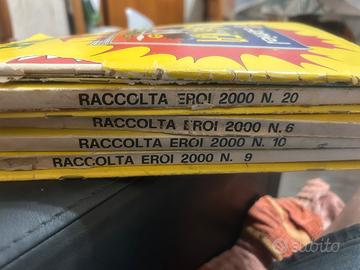 RACCOLTA EROI 2000 N. 20
RACCOLTA EROI 2000 N. 6
RACCOLTA EROI 2000 N. 10
RACCOLTA EROI 2000 N. 9
subito